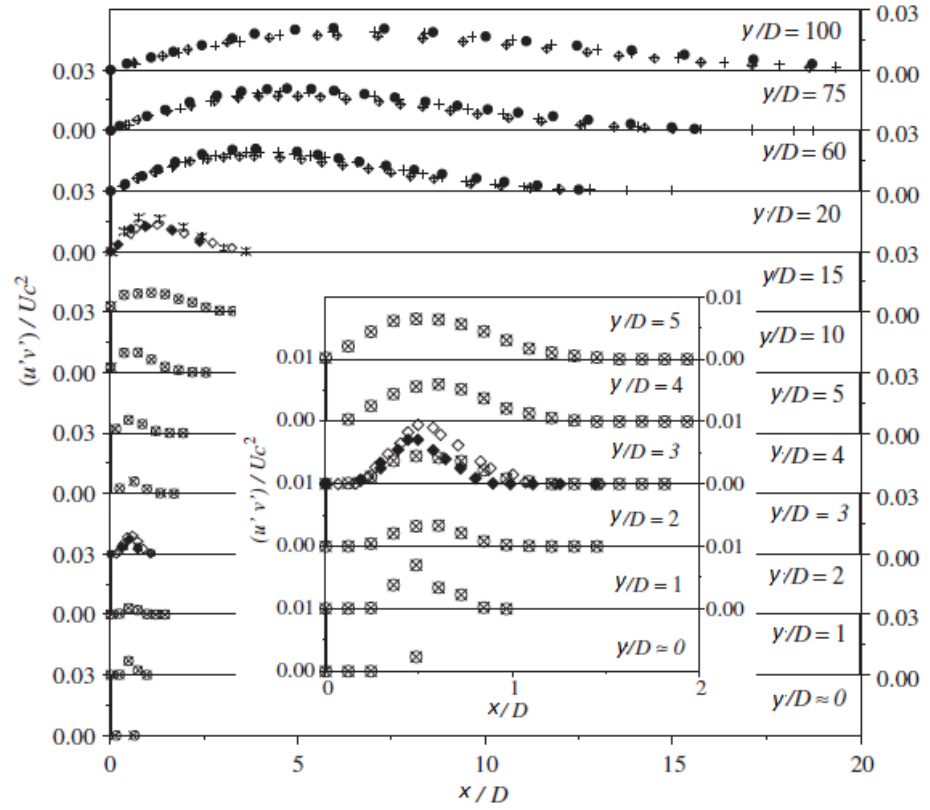 0.03
y/D = 100
0.03
0.00
y/D = 75
0.00
0.03
y/D = 60
0.03
0.00
y/D = 20
0.00
0.03
y/D = 15
0.03
0.00
y/D = 10
0.00
0.03
y/D = 5
0.03
0.00
y/D = 4
0.00
0.03
y/D = 3
0.03
0.00
y/D = 2
0.00
0.03
y/D = 1
0.03
0.00
y/D ≈ 0
0.00
(u'v') / Uc²
0 5 10 15 20
x/D
0.01
y/D = 5
0.01
0.00
y/D = 4
0.00
0.01
y/D = 3
0.01
0.00
y/D = 2
0.00
0.01
y/D = 1
0.01
0.00
y/D ≈ 0
0.00
(u'v') / Uc²
0 1 2
x/D